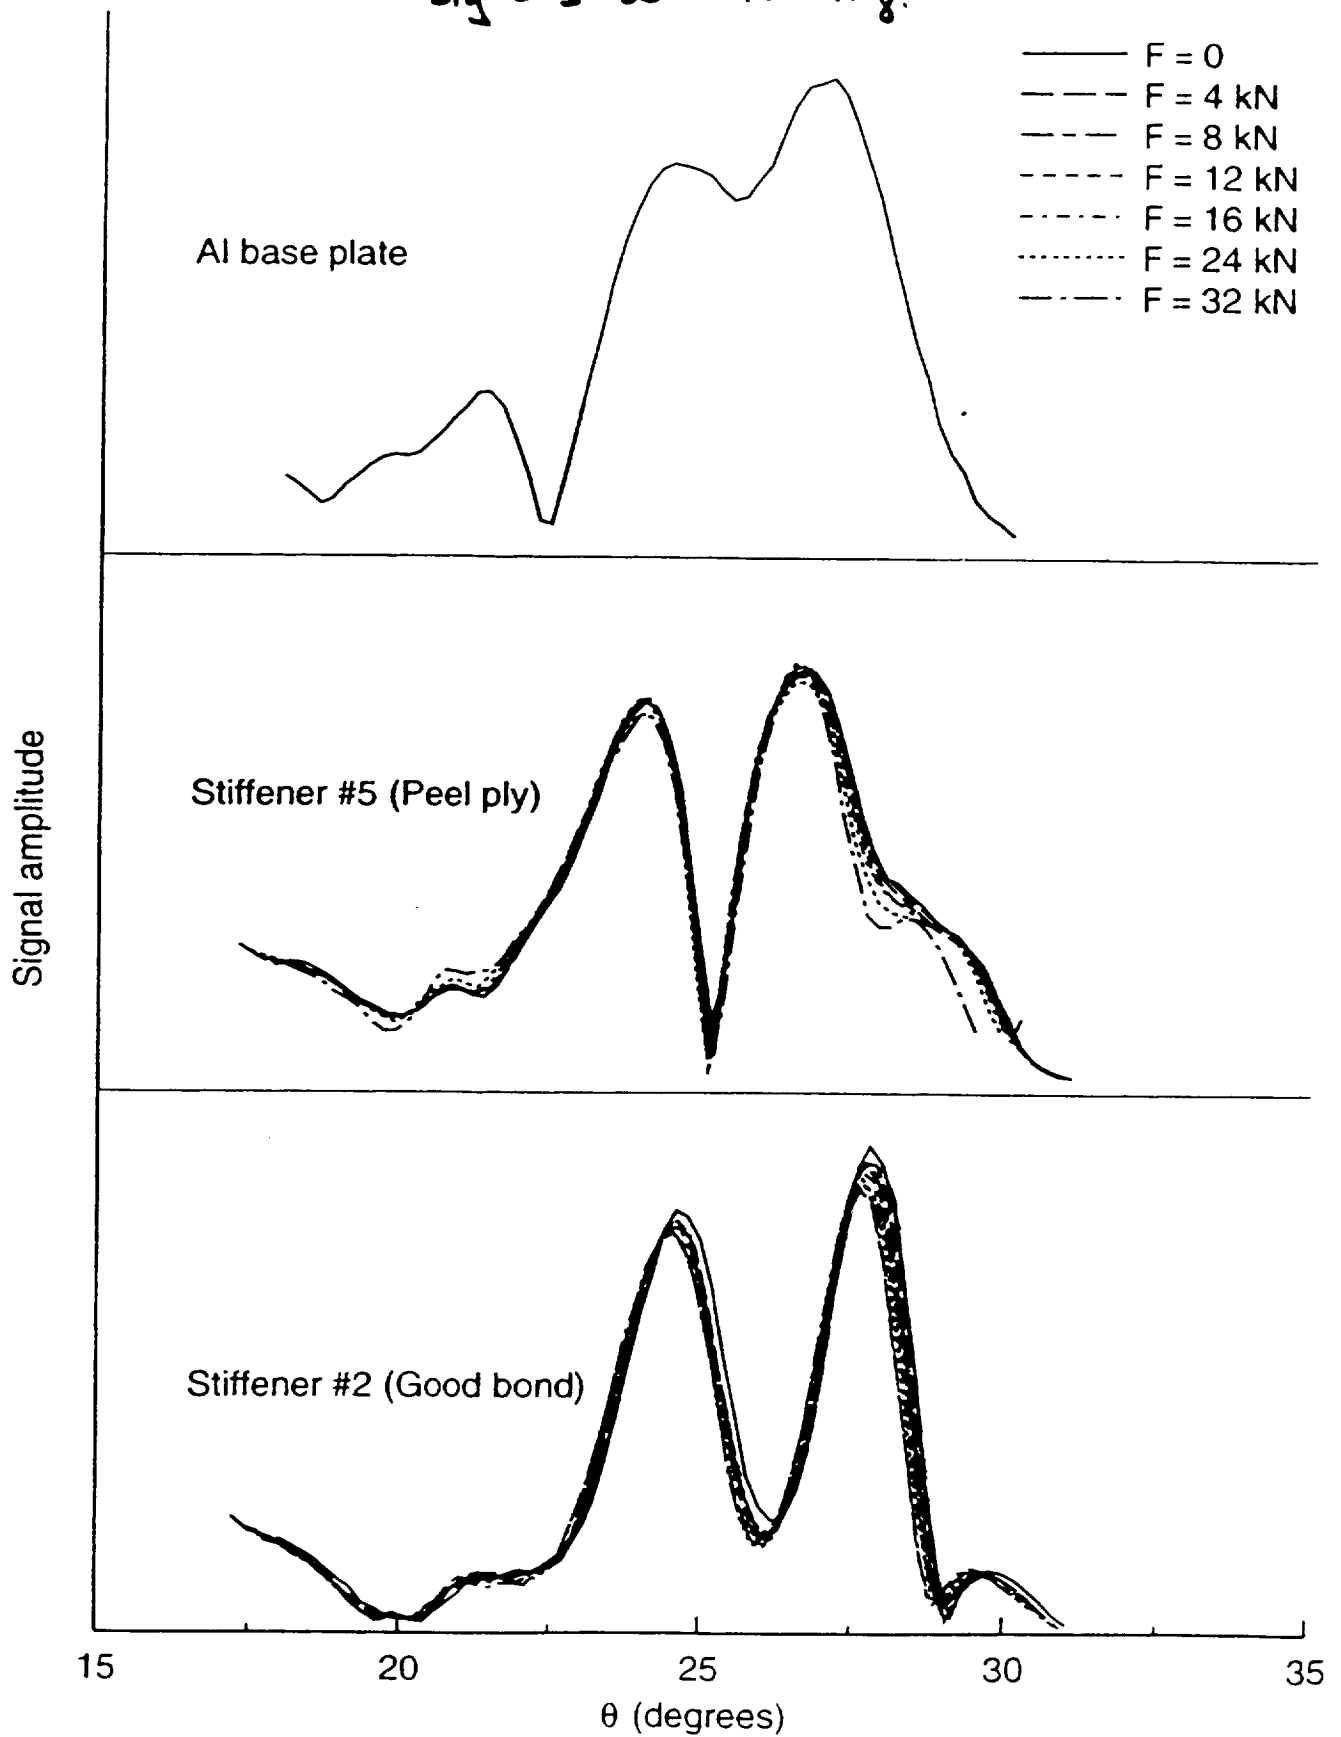 F = 0
F = 4 kN
F = 8 kN
F = 12 kN
F = 16 kN
F = 24 kN
F = 32 kN
Al base plate
Stiffener #5 (Peel ply)
Signal amplitude
Stiffener #2 (Good bond)
15 20 25 30 35
θ (degrees)